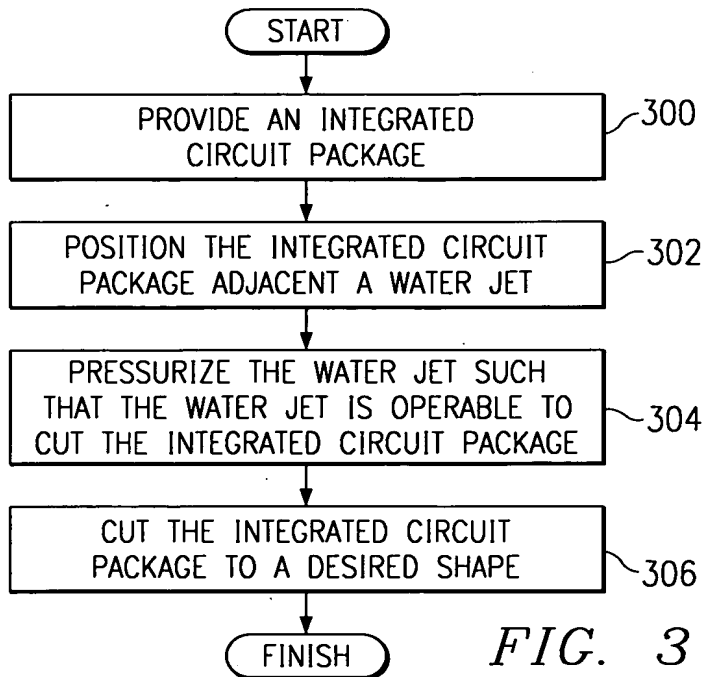 START
PROVIDE AN INTEGRATED
CIRCUIT PACKAGE
300
POSITION THE INTEGRATED CIRCUIT
PACKAGE ADJACENT A WATER JET
302
PRESSURIZE THE WATER JET SUCH
THAT THE WATER JET IS OPERABLE TO
CUT THE INTEGRATED CIRCUIT PACKAGE
304
CUT THE INTEGRATED CIRCUIT
PACKAGE TO A DESIRED SHAPE
306
FINISH
FIG. 3